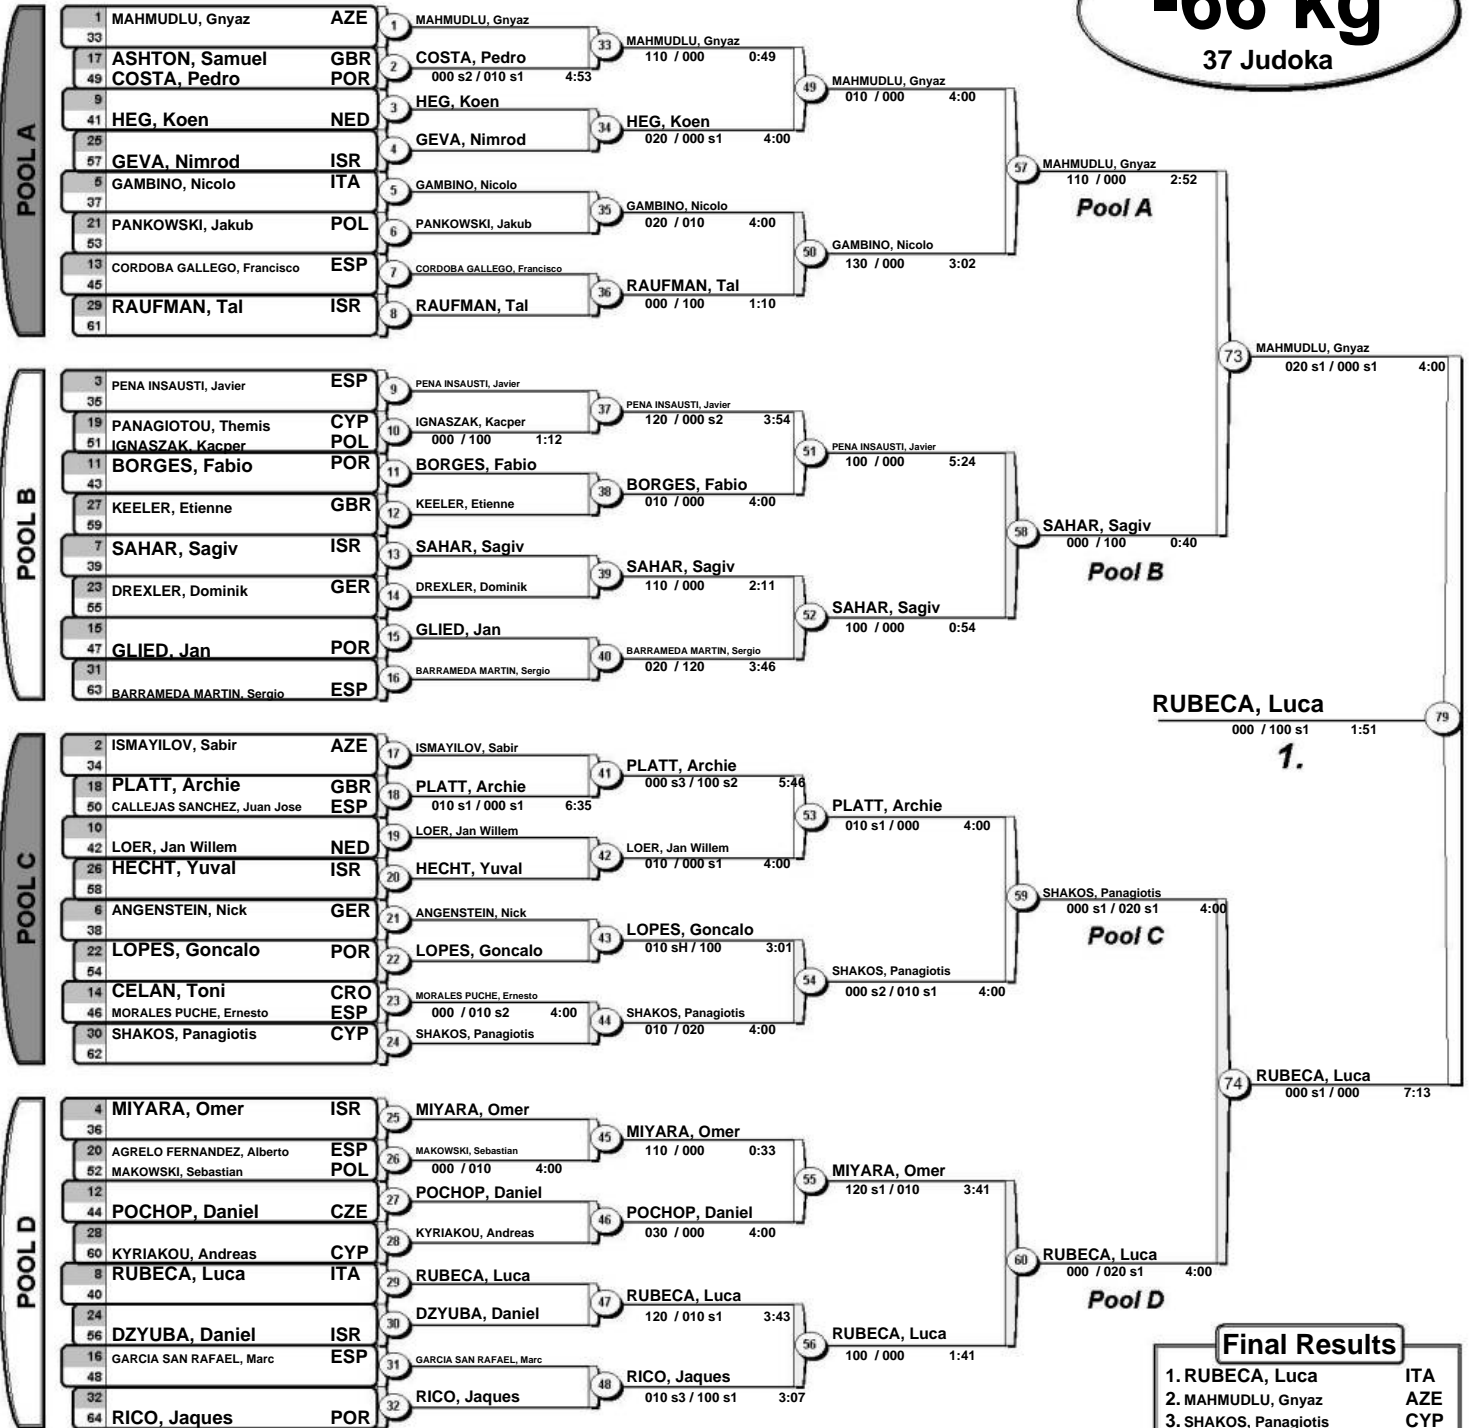 -66 kg
37 Judoka
POOL A
1 MAHMUDLU, Gnyaz AZE
33
17 ASHTON, Samuel GBR
49 COSTA, Pedro POR
9
41 HEG, Koen NED
25
57 GEVA, Nimrod ISR
5 GAMBINO, Nicolo ITA
37
21 PANKOWSKI, Jakub POL
53
13 CORDOBA GALLEGO, Francisco ESP
45
29 RAUFMAN, Tal ISR
61
1 MAHMUDLU, Gnyaz
2 COSTA, Pedro
000 s2 / 010 s1 4:53
3 HEG, Koen
4 GEVA, Nimrod
5 GAMBINO, Nicolo
6 PANKOWSKI, Jakub
7 CORDOBA GALLEGO, Francisco
8 RAUFMAN, Tal
33 MAHMUDLU, Gnyaz
110 / 000 0:49
34 HEG, Koen
020 / 000 s1 4:00
35 GAMBINO, Nicolo
020 / 010 4:00
36 RAUFMAN, Tal
000 / 100 1:10
49 MAHMUDLU, Gnyaz
010 / 000 4:00
50 GAMBINO, Nicolo
130 / 000 3:02
57 MAHMUDLU, Gnyaz
110 / 000 2:52
Pool A
POOL B
3 PENA INSAUSTI, Javier ESP
35
19 PANAGIOTOU, Themis CYP
51 IGNASZAK, Kacper POL
11 BORGES, Fabio POR
43
27 KEELER, Etienne GBR
59
7 SAHAR, Sagiv ISR
39
23 DREXLER, Dominik GER
55
15
47 GLIED, Jan POR
31
63 BARRAMEDA MARTIN, Sergio ESP
9 PENA INSAUSTI, Javier
10 IGNASZAK, Kacper
000 / 100 1:12
11 BORGES, Fabio
12 KEELER, Etienne
13 SAHAR, Sagiv
14 DREXLER, Dominik
15 GLIED, Jan
16 BARRAMEDA MARTIN, Sergio
37 PENA INSAUSTI, Javier
120 / 000 s2 3:54
38 BORGES, Fabio
010 / 000 4:00
39 SAHAR, Sagiv
110 / 000 2:11
40 BARRAMEDA MARTIN, Sergio
020 / 120 3:46
51 PENA INSAUSTI, Javier
100 / 000 5:24
52 SAHAR, Sagiv
100 / 000 0:54
58 SAHAR, Sagiv
000 / 100 0:40
Pool B
73 MAHMUDLU, Gnyaz
020 s1 / 000 s1 4:00
POOL C
2 ISMAYILOV, Sabir AZE
34
18 PLATT, Archie GBR
50 CALLEJAS SANCHEZ, Juan Jose ESP
10
42 LOER, Jan Willem NED
26 HECHT, Yuval ISR
58
6 ANGENSTEIN, Nick GER
38
22 LOPES, Goncalo POR
54
14 CELAN, Toni CRO
46 MORALES PUCHE, Ernesto ESP
30 SHAKOS, Panagiotis CYP
62
17 ISMAYILOV, Sabir
18 PLATT, Archie
010 s1 / 000 s1 6:35
19 LOER, Jan Willem
20 HECHT, Yuval
21 ANGENSTEIN, Nick
22 LOPES, Goncalo
23 MORALES PUCHE, Ernesto
000 / 010 s2 4:00
24 SHAKOS, Panagiotis
41 PLATT, Archie
000 s3 / 100 s2 5:46
42 LOER, Jan Willem
010 / 000 s1 4:00
43 LOPES, Goncalo
010 sH / 100 3:01
44 SHAKOS, Panagiotis
010 / 020 4:00
53 PLATT, Archie
010 s1 / 000 4:00
54 SHAKOS, Panagiotis
000 s2 / 010 s1 4:00
59 SHAKOS, Panagiotis
000 s1 / 020 s1 4:00
Pool C
POOL D
4 MIYARA, Omer ISR
36
20 AGRELO FERNANDEZ, Alberto ESP
52 MAKOWSKI, Sebastian POL
12
44 POCHOP, Daniel CZE
28
60 KYRIAKOU, Andreas CYP
8 RUBECA, Luca ITA
40
24
56 DZYUBA, Daniel ISR
16 GARCIA SAN RAFAEL, Marc ESP
48
32
64 RICO, Jaques POR
25 MIYARA, Omer
26 MAKOWSKI, Sebastian
000 / 010 4:00
27 POCHOP, Daniel
28 KYRIAKOU, Andreas
29 RUBECA, Luca
30 DZYUBA, Daniel
31 GARCIA SAN RAFAEL, Marc
32 RICO, Jaques
45 MIYARA, Omer
110 / 000 0:33
46 POCHOP, Daniel
030 / 000 4:00
47 RUBECA, Luca
120 / 010 s1 3:43
48 RICO, Jaques
010 s3 / 100 s1 3:07
55 MIYARA, Omer
120 s1 / 010 3:41
56 RUBECA, Luca
100 / 000 1:41
60 RUBECA, Luca
000 / 020 s1 4:00
Pool D
74 RUBECA, Luca
000 s1 / 000 7:13
RUBECA, Luca 79
000 / 100 s1 1:51
1.
Final Results
1. RUBECA, Luca ITA
2. MAHMUDLU, Gnyaz AZE
3. SHAKOS, Panagiotis CYP